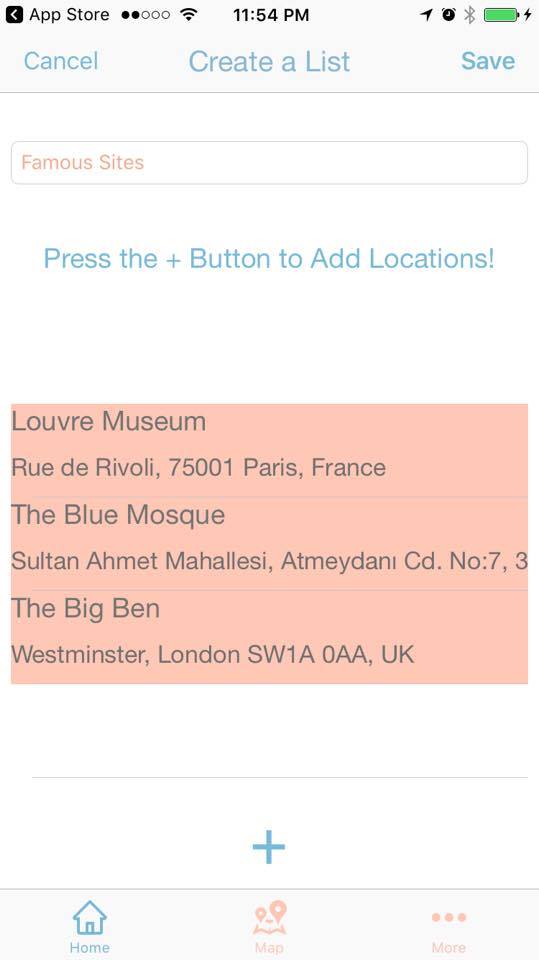 App Store 11:54 PM
Cancel Create a List Save
Famous Sites
Press the + Button to Add Locations!
Louvre Museum
Rue de Rivoli, 75001 Paris, France
The Blue Mosque
Sultan Ahmet Mahallesi, Atmeydanı Cd. No:7, 3
The Big Ben
Westminster, London SW1A 0AA, UK
+
Home Map More